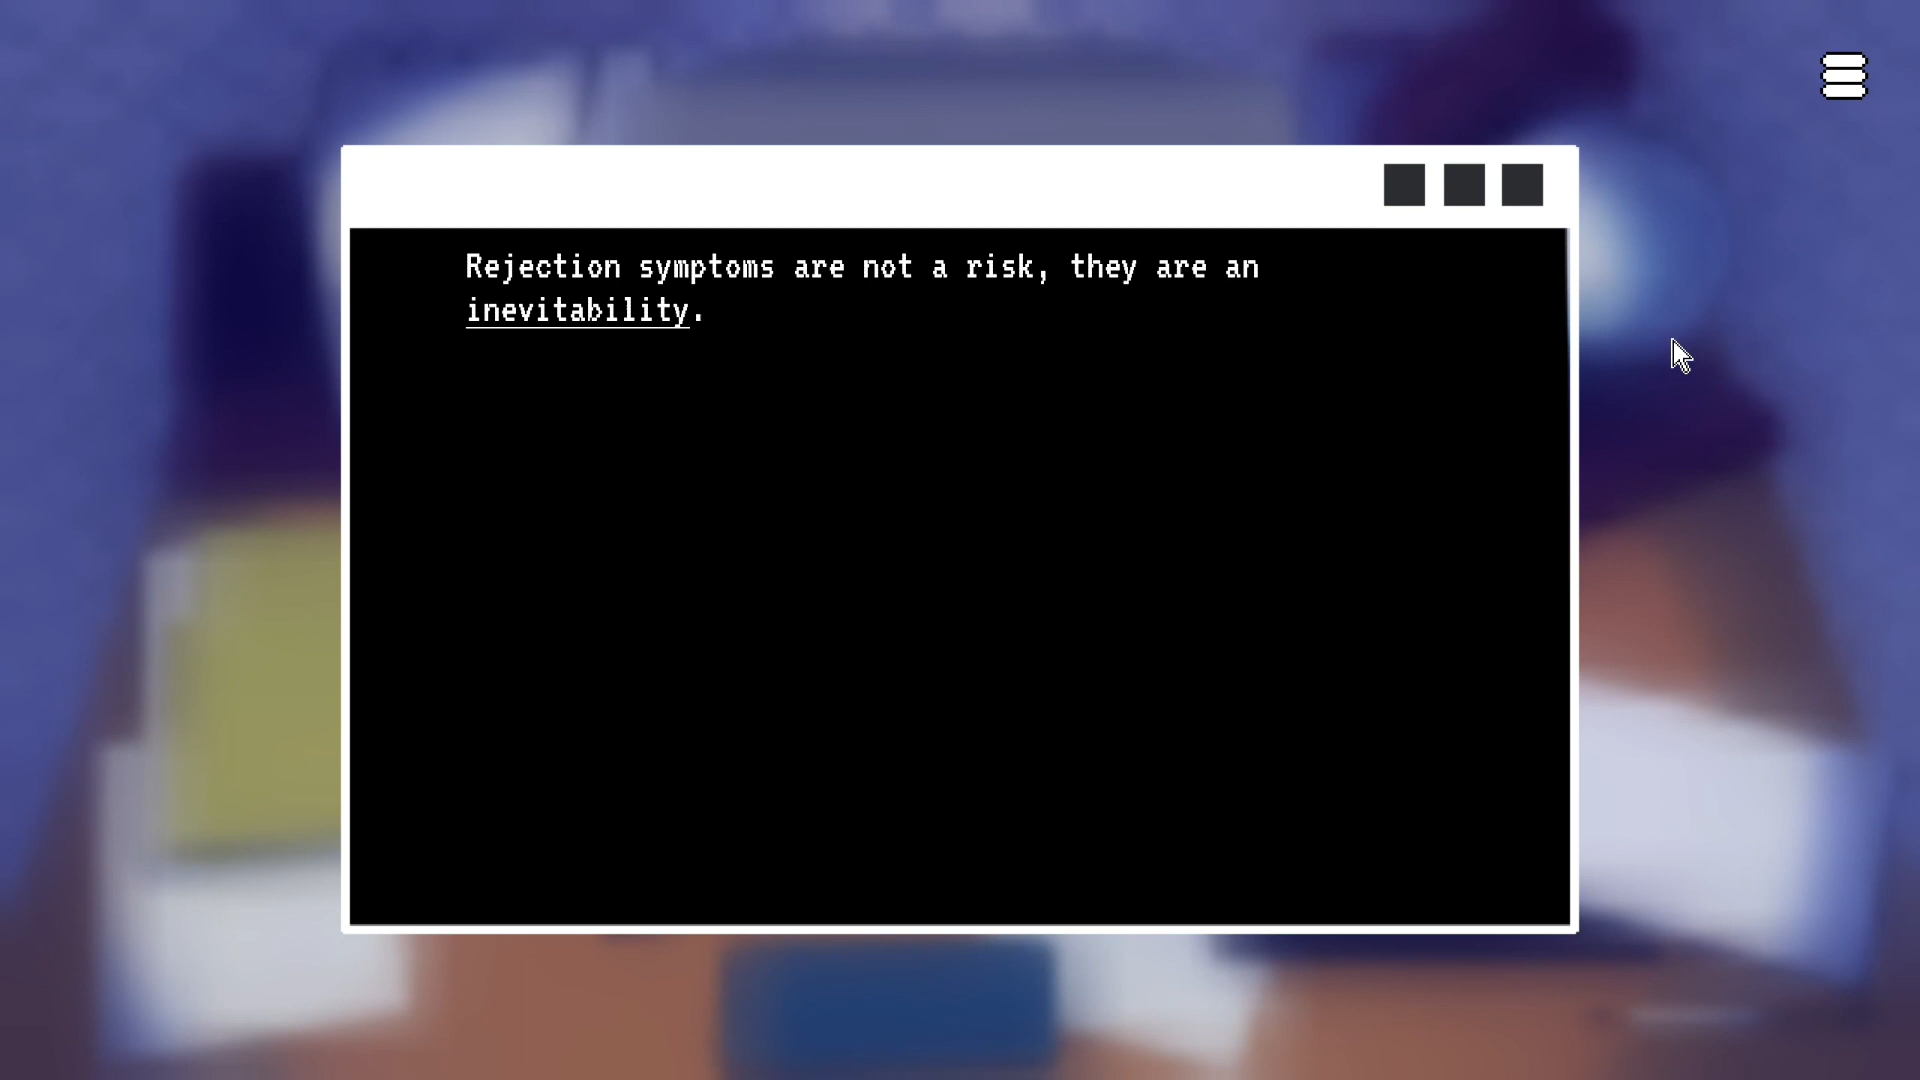 Rejection symptoms are not a risk, they are an
inevitability.